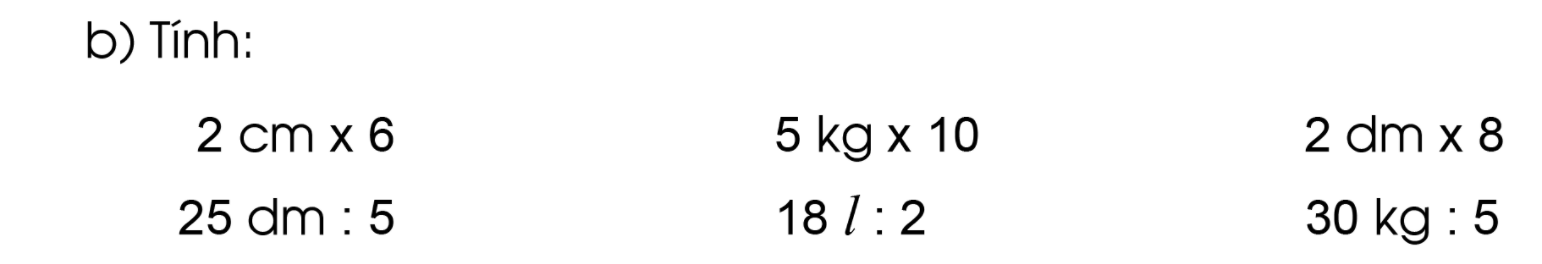 b) Tính:
2 cm x 6 5 kg x 10 2 dm x 8
25 dm : 5 18 l : 2 30 kg : 5